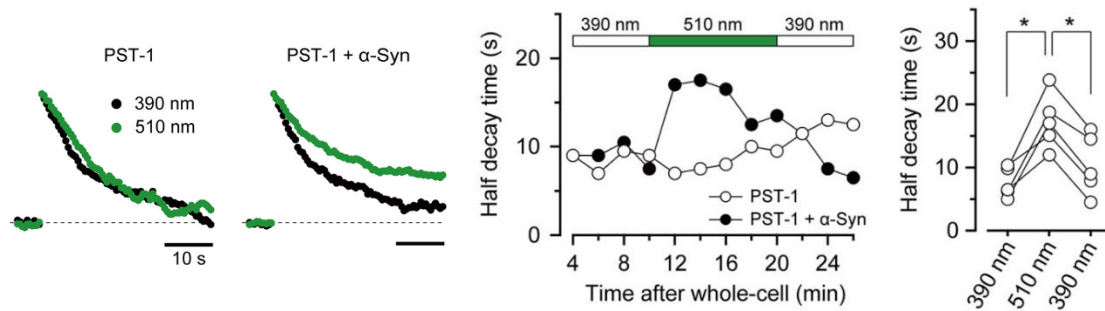 PST-1
PST-1 + α-Syn
390 nm
510 nm
10 s
Half decay time (s)
20
10
0
390 nm
510 nm
390 nm
PST-1
PST-1 + α-Syn
4
8
12
16
20
24
Time after whole-cell (min)
Half decay time (s)
30
20
10
0
*
*
390 nm
510 nm
390 nm